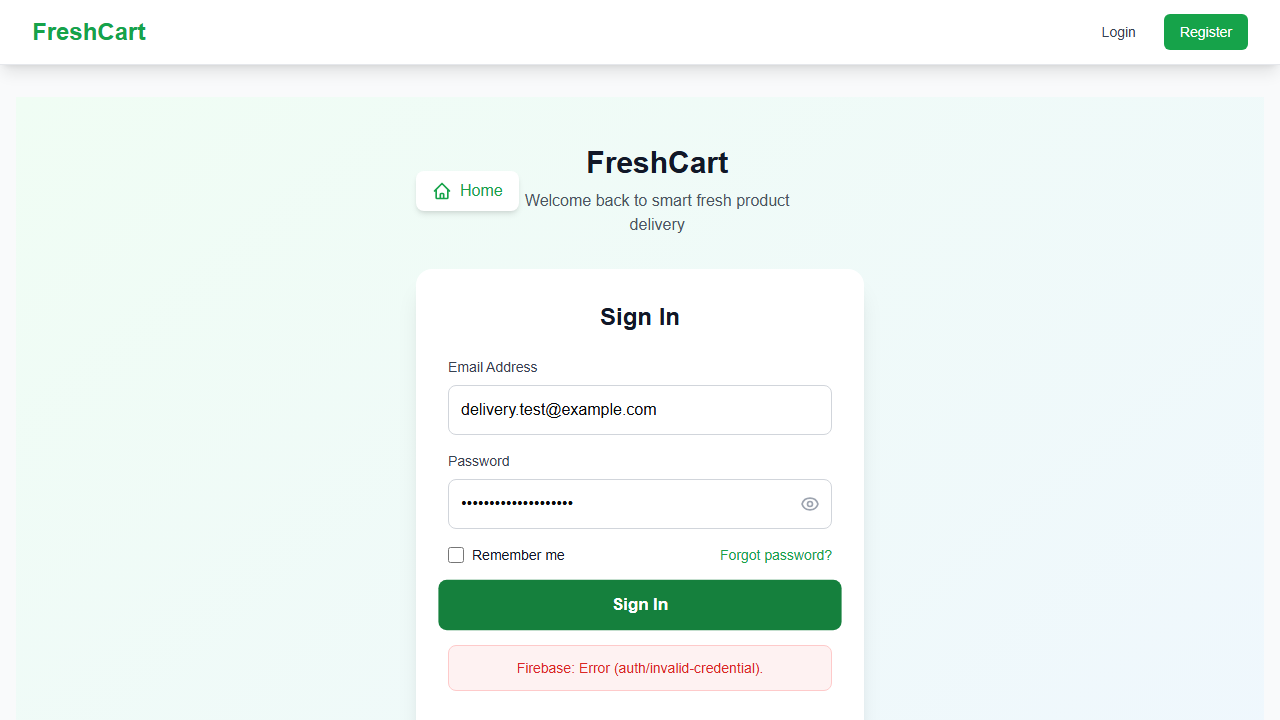 FreshCart
Login
Register
Home
FreshCart
Welcome back to smart fresh product
delivery
Sign In
Email Address
delivery.test@example.com
Password
••••••••••••••••••••
Remember me
Forgot password?
Sign In
Firebase: Error (auth/invalid-credential).